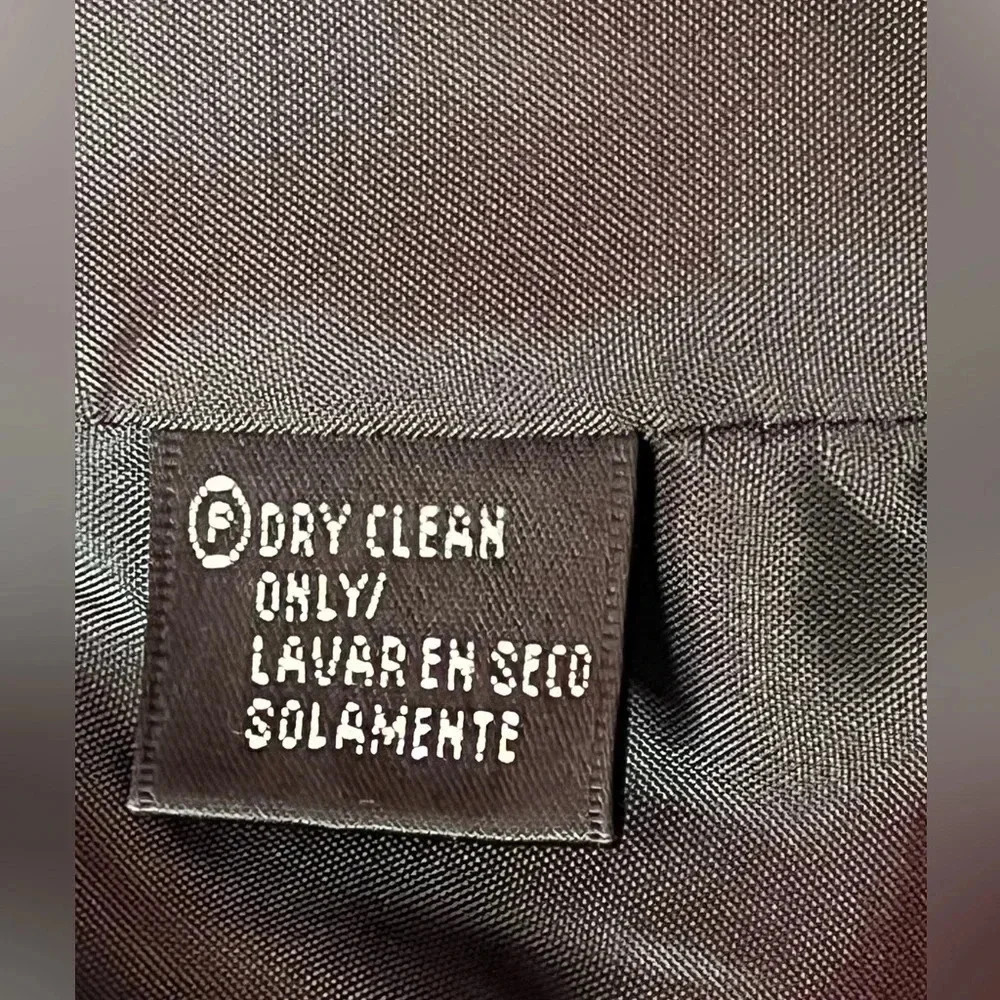 Ⓕ DRY CLEAN
ONLY/
LAVAR EN SECO
SOLAMENTE